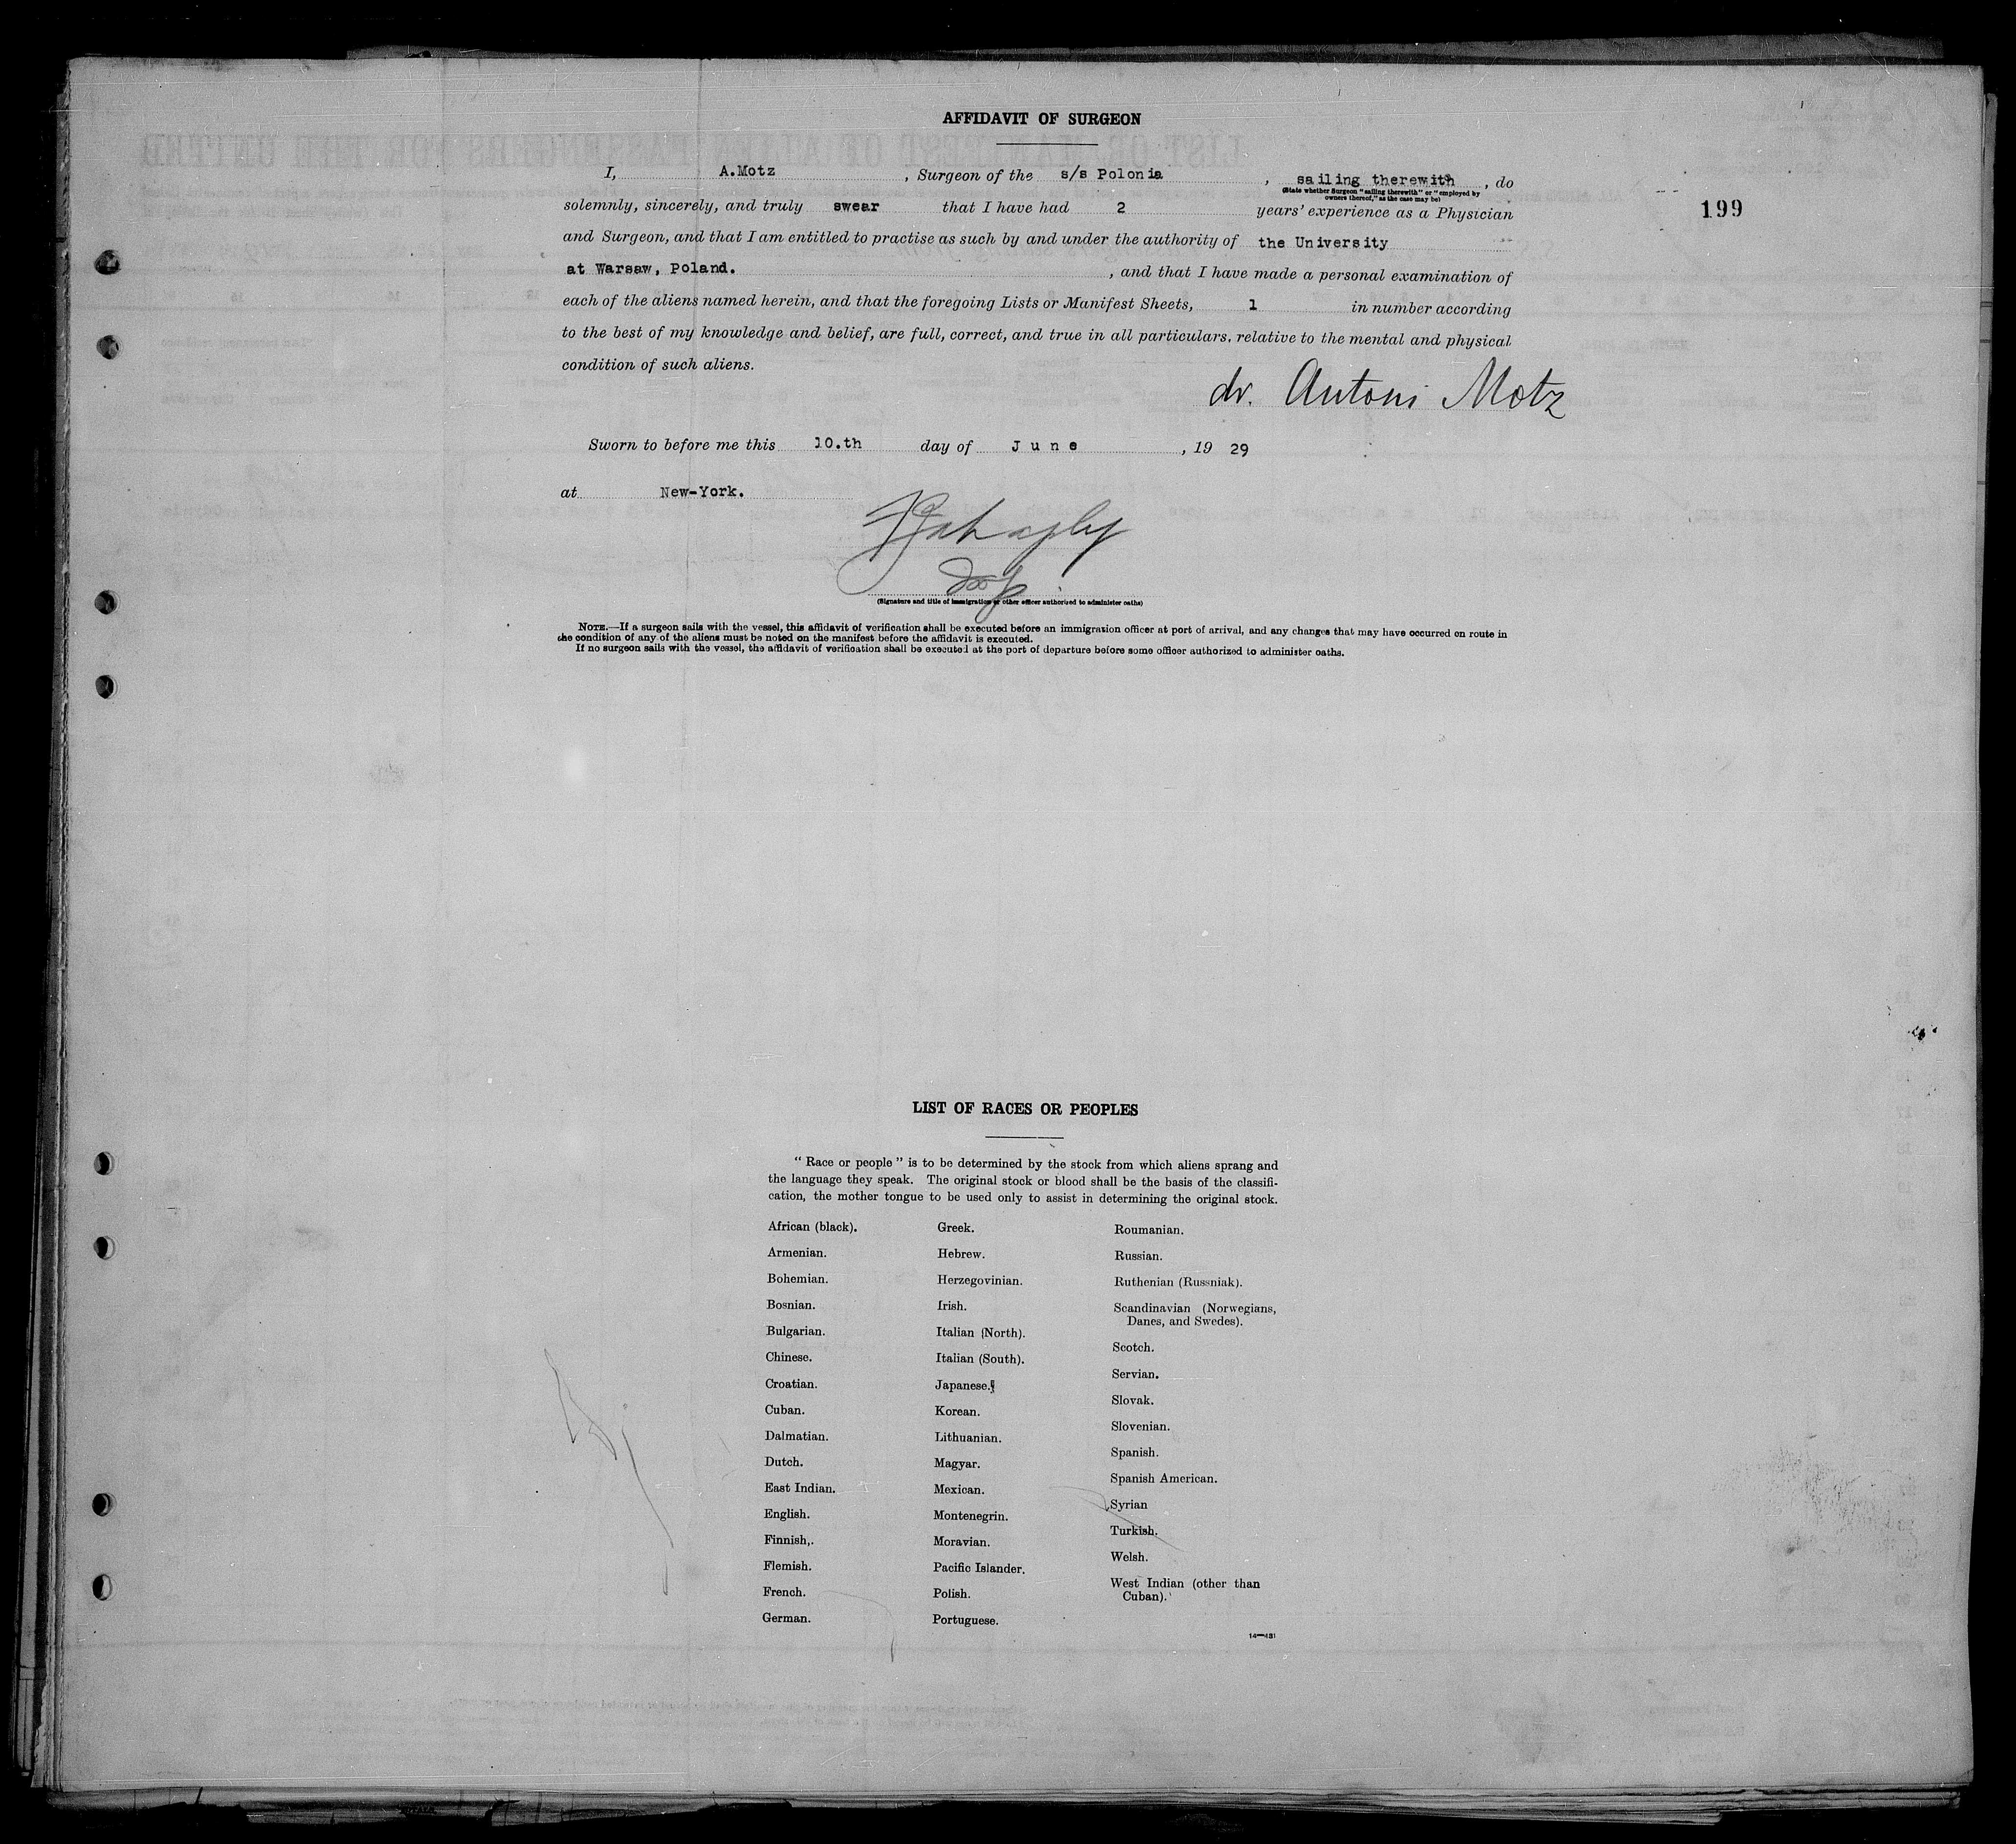 AFFIDAVIT OF SURGEON
I, A.Motz , Surgeon of the s/s Polonia , sailing therewith , do
(State whether Surgeon "sailing therewith" or "employed by
owners thereof," as the case may be)
solemnly, sincerely, and truly swear that I have had 2 years' experience as a Physician
199
and Surgeon, and that I am entitled to practise as such by and under the authority of the University
at Warsaw, Poland. , and that I have made a personal examination of
each of the aliens named herein, and that the foregoing Lists or Manifest Sheets, 1 in number according
to the best of my knowledge and belief, are full, correct, and true in all particulars, relative to the mental and physical
condition of such aliens.
dr. Antoni Motz
Sworn to before me this 10.th day of June , 19 29
at New-York.
(Signature and title of immigration or other officer authorized to administer oaths)
NOTE.—If a surgeon sails with the vessel, this affidavit of verification shall be executed before an immigration officer at port of arrival, and any changes that may have occurred on route in
the condition of any of the aliens must be noted on the manifest before the affidavit is executed.
If no surgeon sails with the vessel, the affidavit of verification shall be executed at the port of departure before some officer authorized to administer oaths.
LIST OF RACES OR PEOPLES
"Race or people" is to be determined by the stock from which aliens sprang and
the language they speak. The original stock or blood shall be the basis of the classifi-
cation, the mother tongue to be used only to assist in determining the original stock.
African (black).
Armenian.
Bohemian.
Bosnian.
Bulgarian.
Chinese.
Croatian.
Cuban.
Dalmatian.
Dutch.
East Indian.
English.
Finnish,.
Flemish.
French.
German.
Greek.
Hebrew.
Herzegovinian.
Irish.
Italian (North).
Italian (South).
Japanese.
Korean.
Lithuanian.
Magyar.
Mexican.
Montenegrin.
Moravian.
Pacific Islander.
Polish.
Portuguese.
Roumanian.
Russian.
Ruthenian (Russniak).
Scandinavian (Norwegians,
Danes, and Swedes).
Scotch.
Servian.
Slovak.
Slovenian.
Spanish.
Spanish American.
Syrian
Turkish.
Welsh.
West Indian (other than
Cuban).
14—431